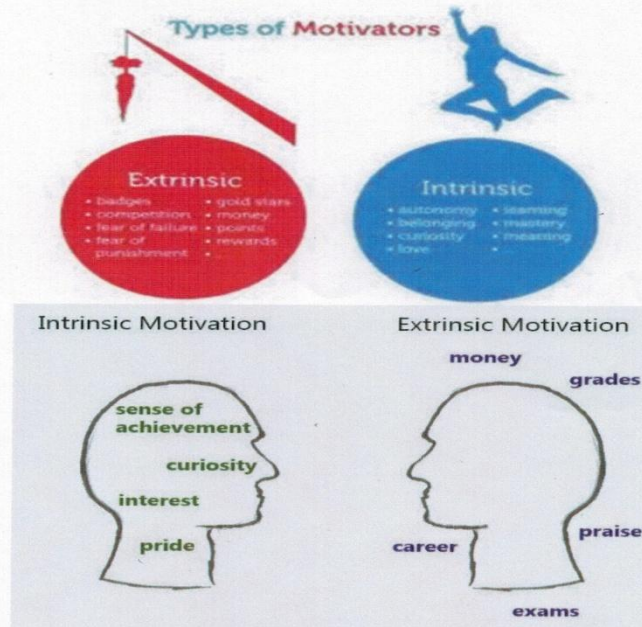 Types of Motivators
Extrinsic
• badges
• competition
• fear of failure
• fear of
punishment
• gold stars
• money
• points
• rewards
Intrinsic
• autonomy
• belonging
• curiosity
• love
• learning
• mastery
• meaning
Intrinsic Motivation
sense of
achievement
curiosity
interest
pride
Extrinsic Motivation
money
grades
praise
career
exams